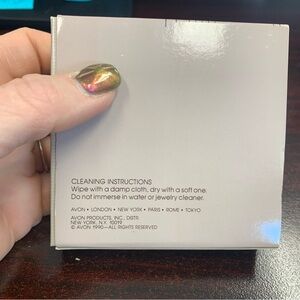 CLEANING INSTRUCTIONS
Wipe with a damp cloth, dry with a soft one.
Do not immerse in water or jewelry cleaner.
AVON • LONDON • NEW YORK • PARIS • ROME • TOKYO
AVON PRODUCTS, INC., DISTR.
NEW YORK, N.Y. 10019
© AVON 1990—ALL RIGHTS RESERVED